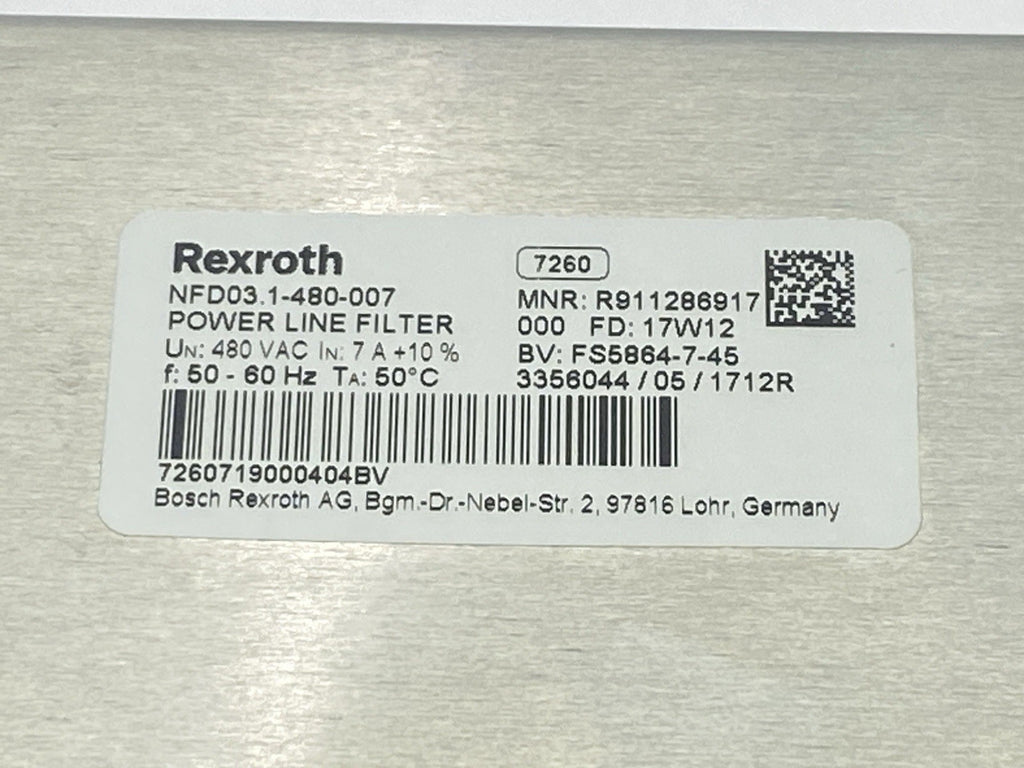 Rexroth
NFD03.1-480-007
POWER LINE FILTER
UN: 480 VAC IN: 7 A +10 %
f: 50 - 60 Hz TA: 50°C
7260
MNR: R911286917
000 FD: 17W12
BV: FS5864-7-45
3356044 / 05 / 1712R
7260719000404BV
Bosch Rexroth AG, Bgm.-Dr.-Nebel-Str. 2, 97816 Lohr, Germany